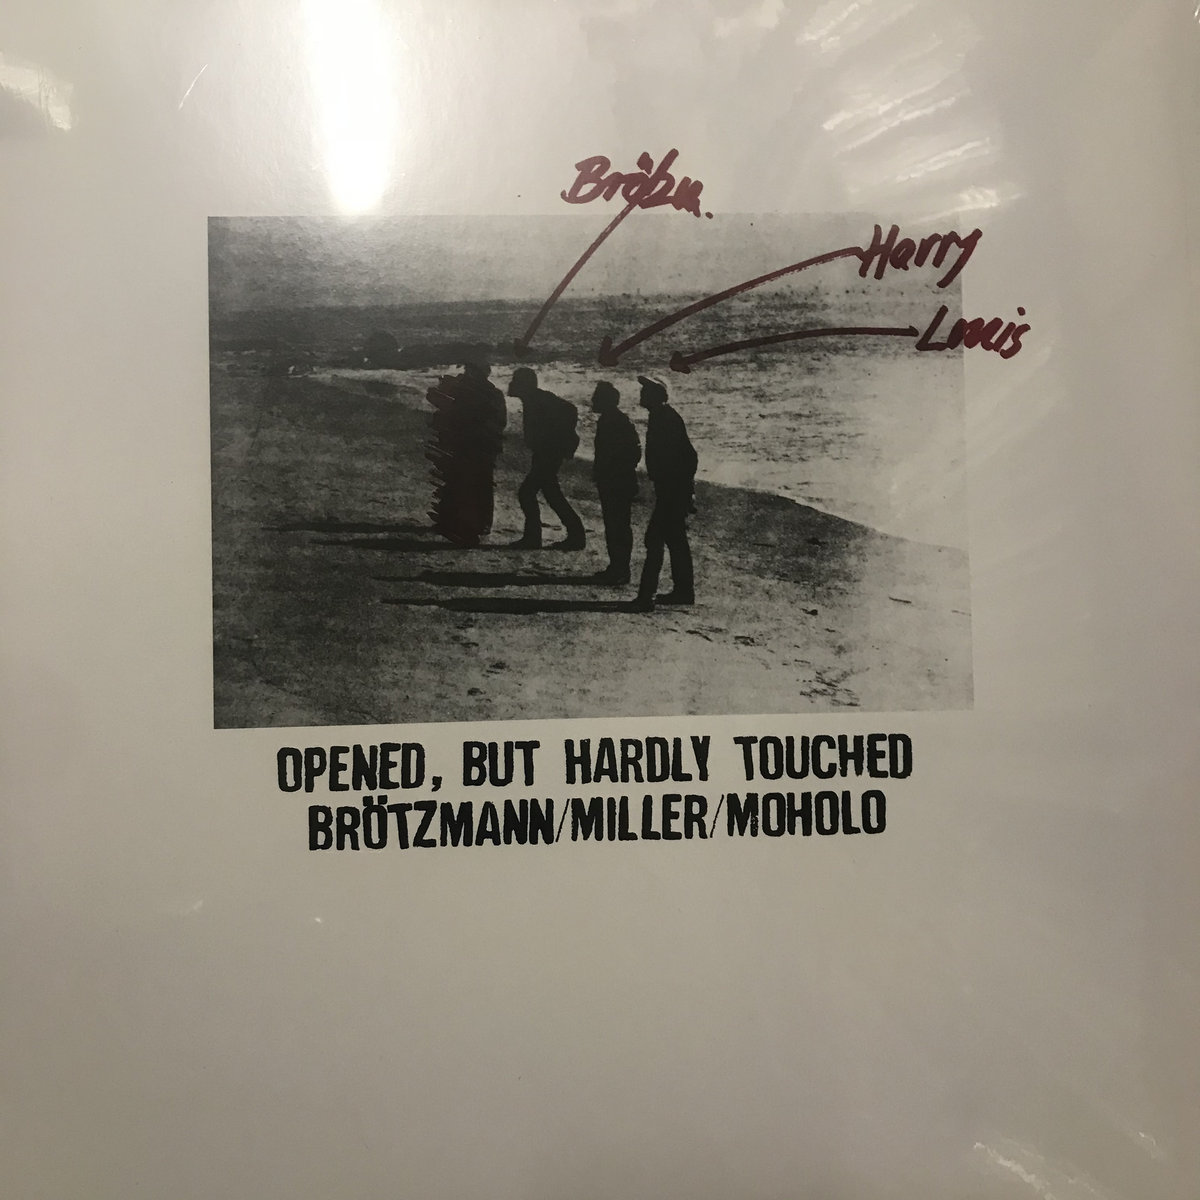 Brötzm.
Harry
Louis
OPENED, BUT HARDLY TOUCHED
BRÖTZMANN/MILLER/MOHOLO